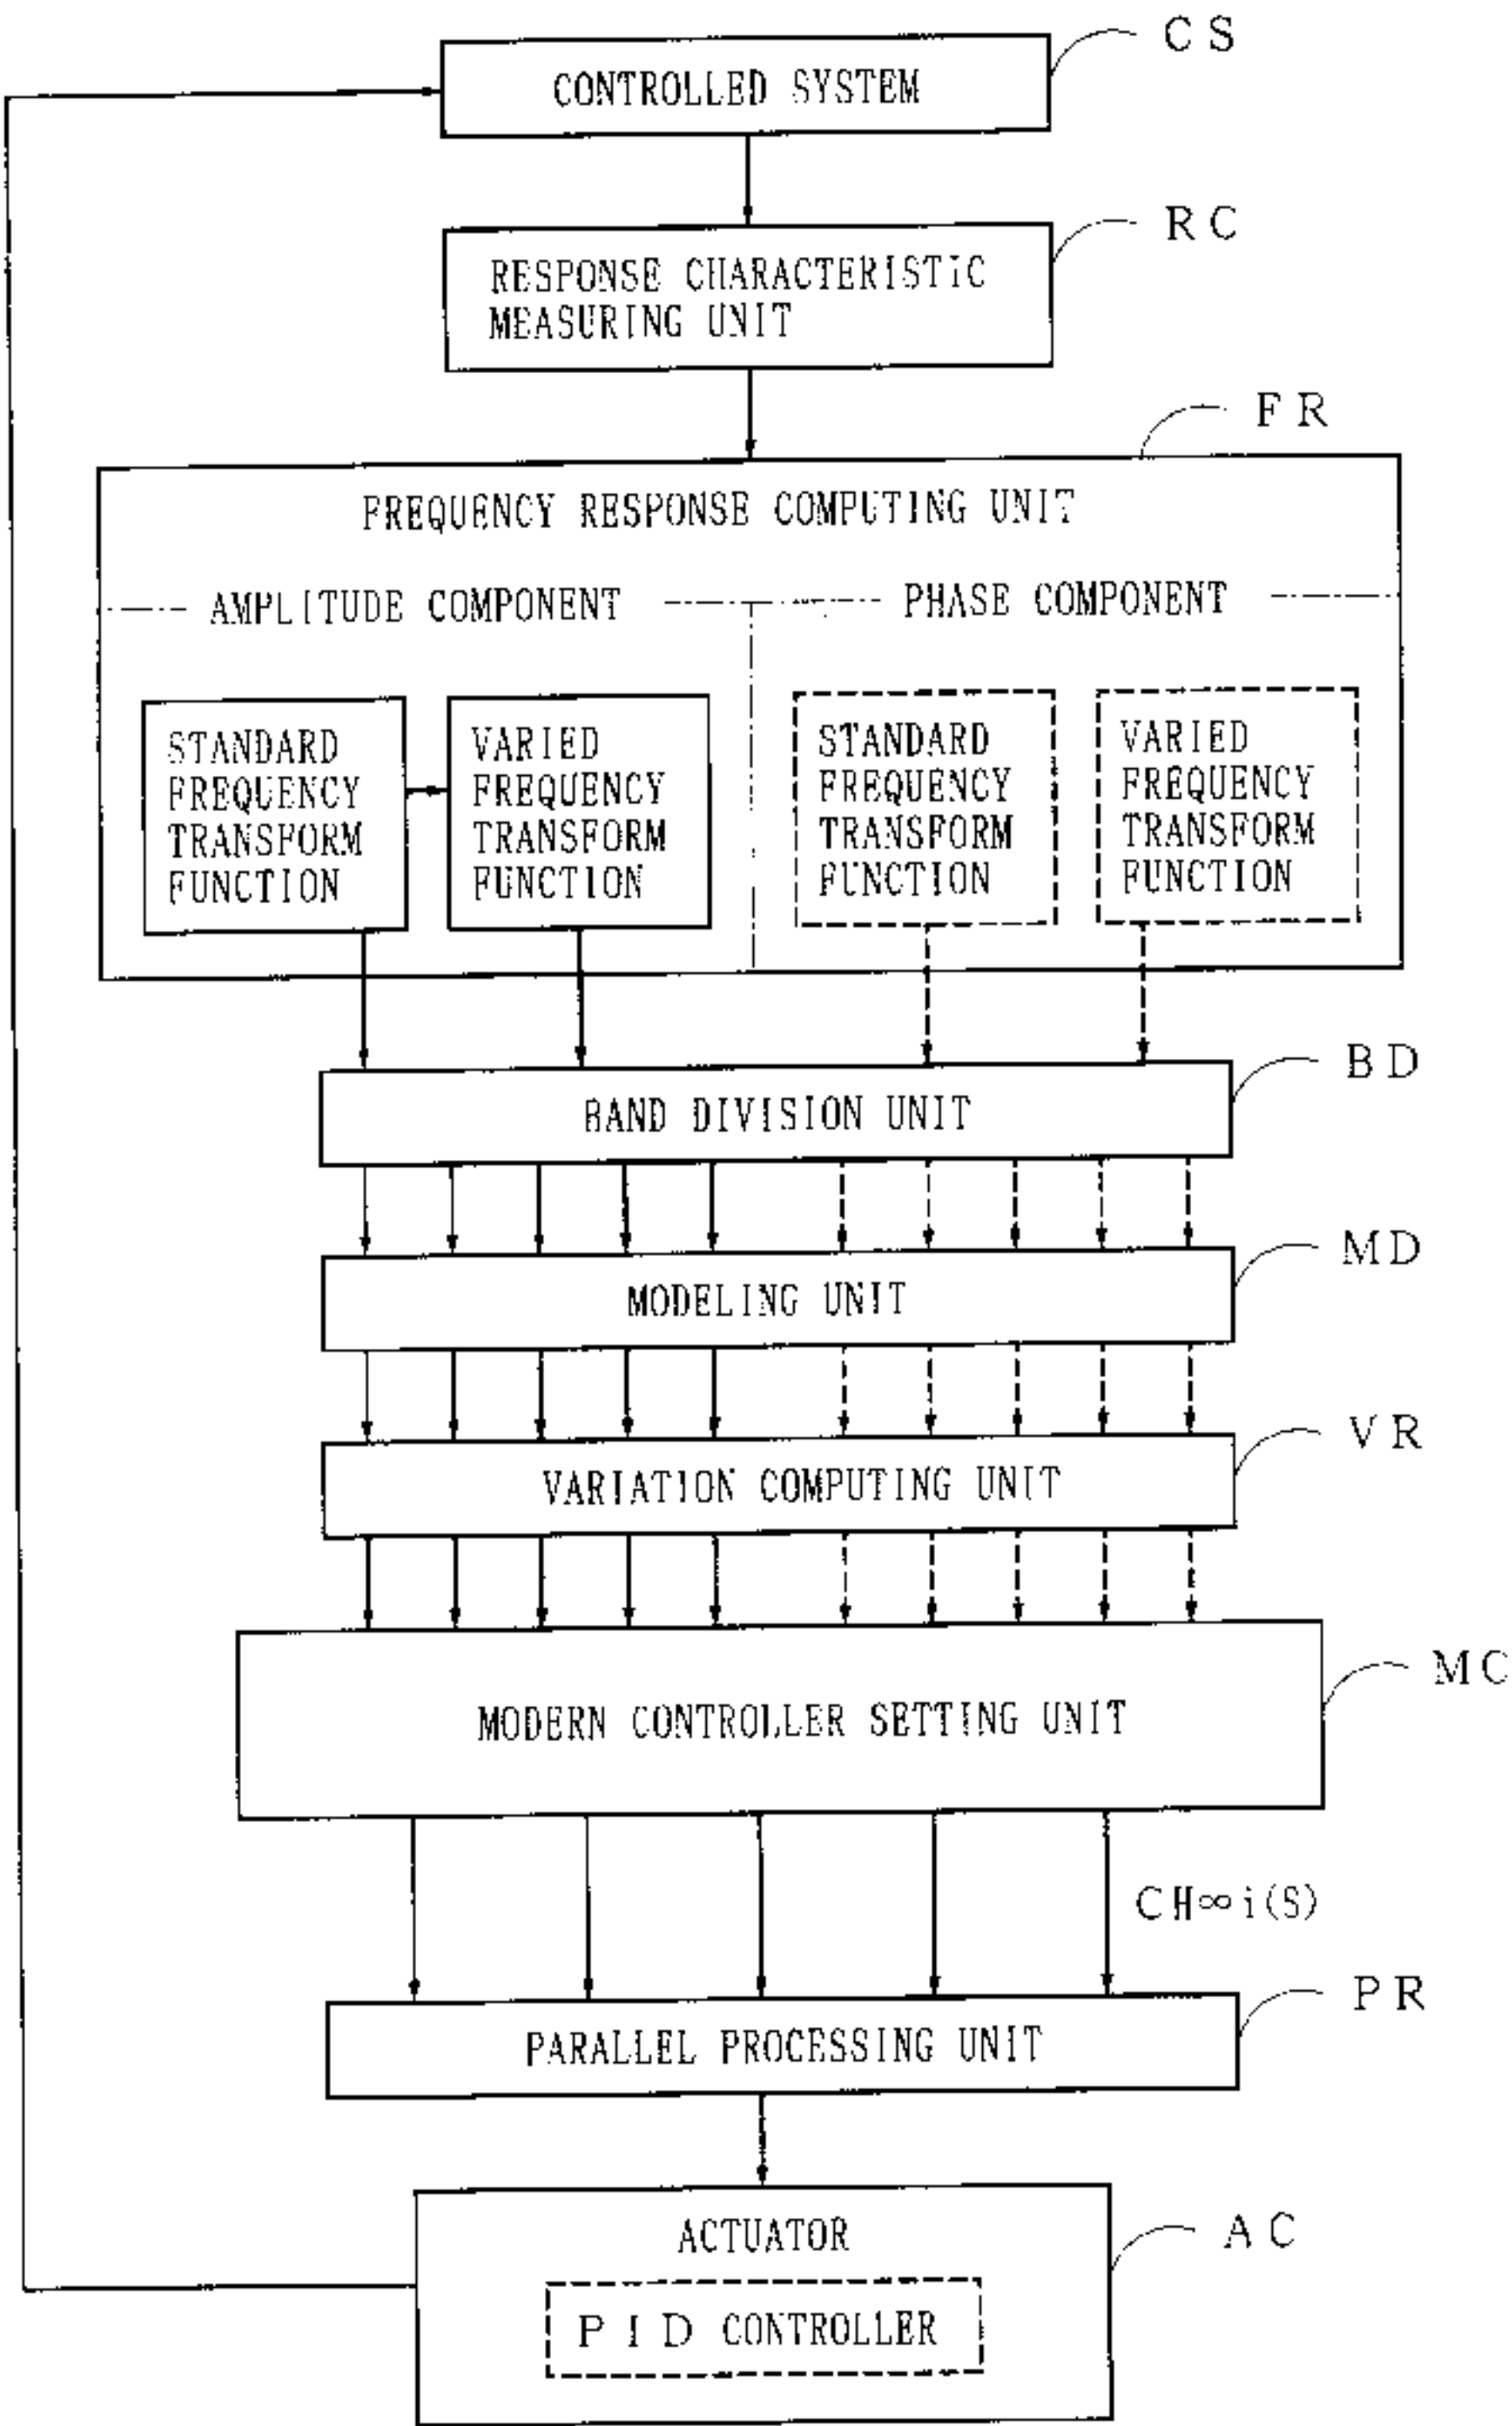 CS
CONTROLLED SYSTEM
RC
RESPONSE CHARACTERISTIC
MEASURING UNIT
FR
FREQUENCY RESPONSE COMPUTING UNIT
AMPLITUDE COMPONENT
PHASE COMPONENT
STANDARD
FREQUENCY
TRANSFORM
FUNCTION
VARIED
FREQUENCY
TRANSFORM
FUNCTION
STANDARD
FREQUENCY
TRANSFORM
FUNCTION
VARIED
FREQUENCY
TRANSFORM
FUNCTION
BD
BAND DIVISION UNIT
MD
MODELING UNIT
VR
VARIATION COMPUTING UNIT
MC
MODERN CONTROLLER SETTING UNIT
CH∞i(S)
PR
PARALLEL PROCESSING UNIT
AC
ACTUATOR
PID CONTROLLER